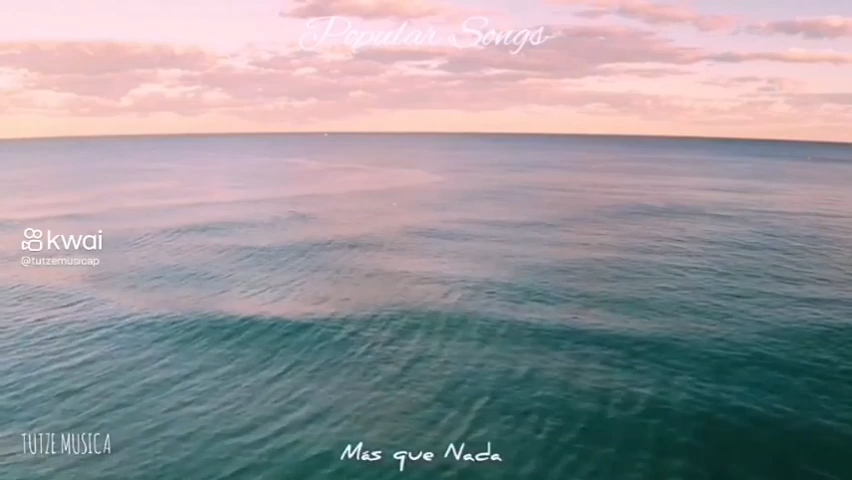 Popular Songs
kwai
@tutzemusicap
TUTZE MUSICA
Más que Nada